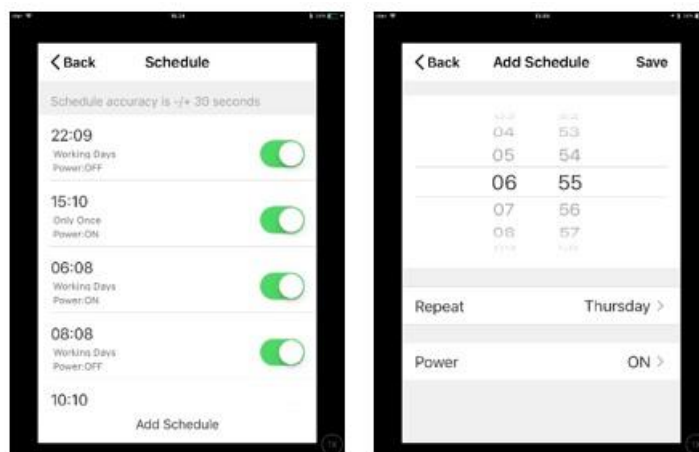 Back Schedule
Schedule accuracy is -/+ 30 seconds
22:09
Working Days
Power:OFF
15:10
Only Once
Power:ON
06:08
Working Days
Power:ON
08:08
Working Days
Power:OFF
10:10
Add Schedule
Back Add Schedule Save
04 53
05 54
06 55
07 56
08 57
Repeat Thursday
Power ON